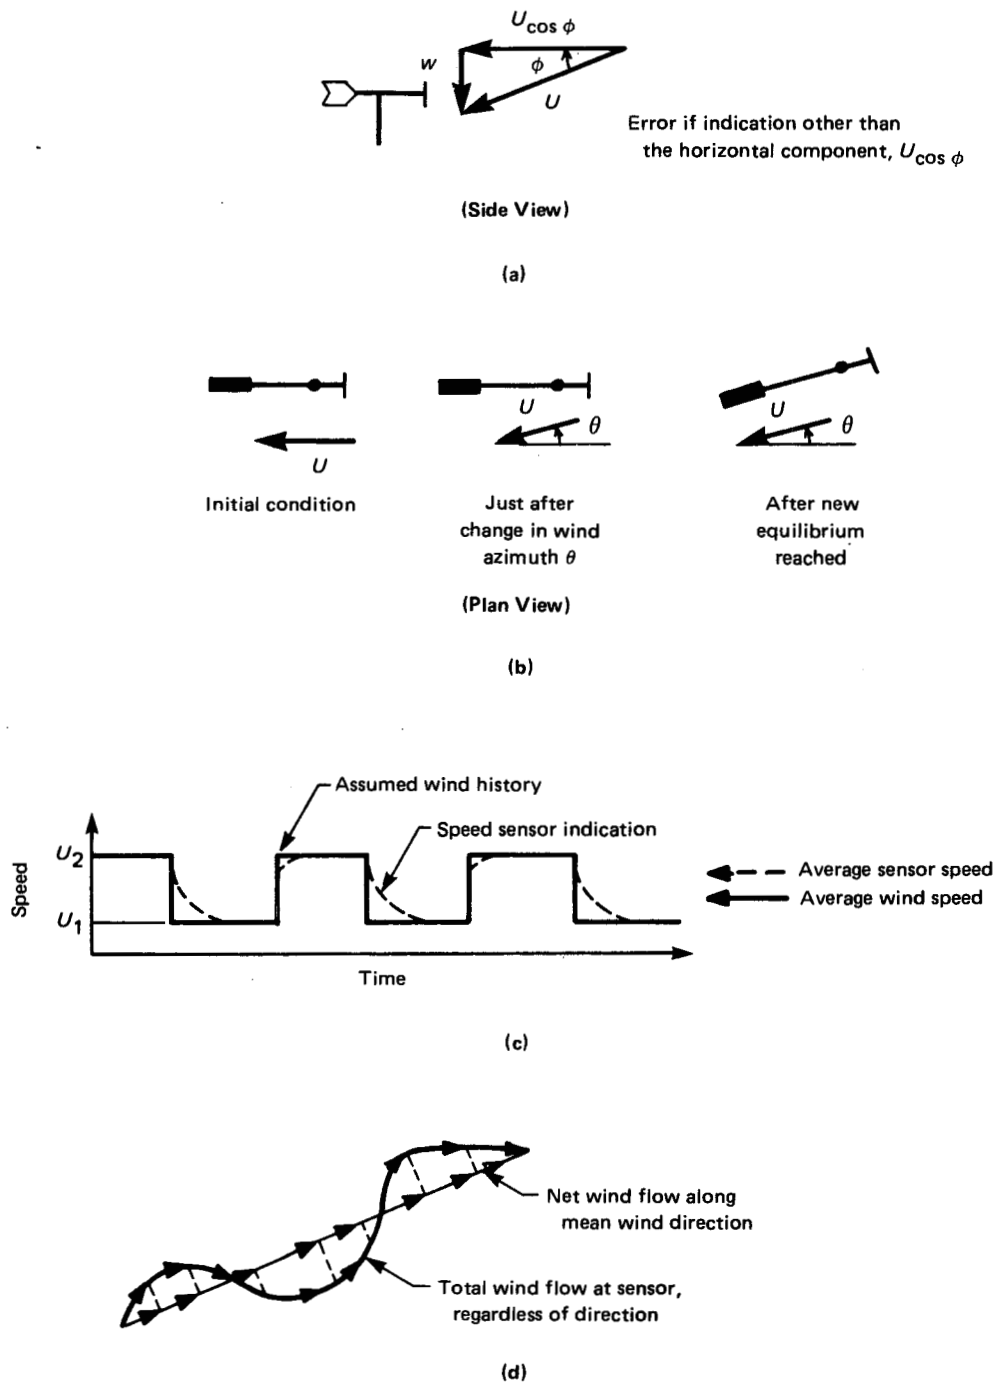 U cos φ
w
φ
U
Error if indication other than
the horizontal component, U cos φ
(Side View)
(a)
U
U
θ
U
θ
Initial condition
Just after
change in wind
azimuth θ
After new
equilibrium
reached
(Plan View)
(b)
Assumed wind history
Speed sensor indication
U2
U1
Speed
Time
Average sensor speed
Average wind speed
(c)
Net wind flow along
mean wind direction
Total wind flow at sensor,
regardless of direction
(d)